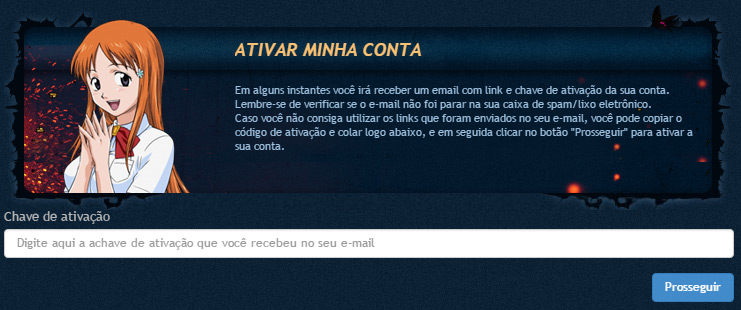 ATIVAR MINHA CONTA
Em alguns instantes você irá receber um email com link e chave de ativação da sua conta.
Lembre-se de verificar se o e-mail não foi parar na sua caixa de spam/lixo eletrônico.
Caso você não consiga utilizar os links que foram enviados no seu e-mail, você pode copiar o
código de ativação e colar logo abaixo, e em seguida clicar no botão "Prosseguir" para ativar a
sua conta.
Chave de ativação
Digite aqui a achave de ativação que você recebeu no seu e-mail
Prosseguir